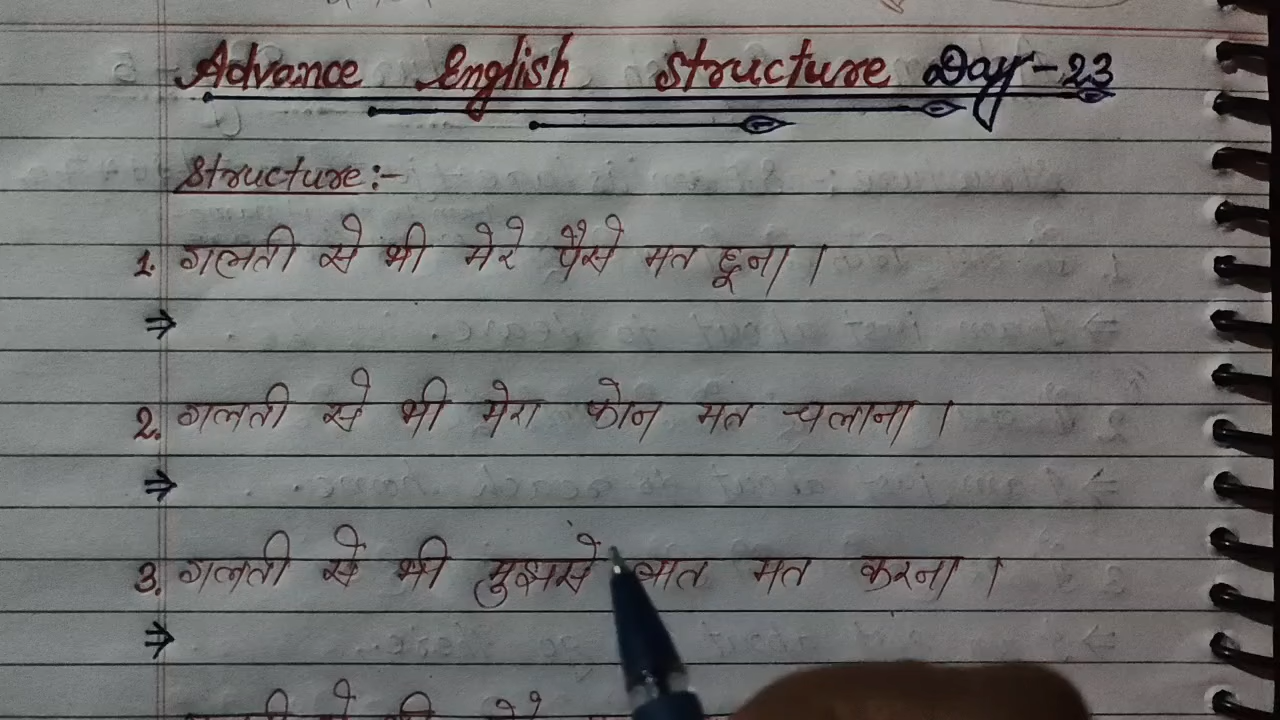 Advance English Structure Day-23
Structure:-
1. गलती से भी मेरे पैसे मत छूना।
⇒
2. गलती से भी मेरा फोन मत चलाना।
⇒
3. गलती से भी मुझसे बात मत करना।
⇒